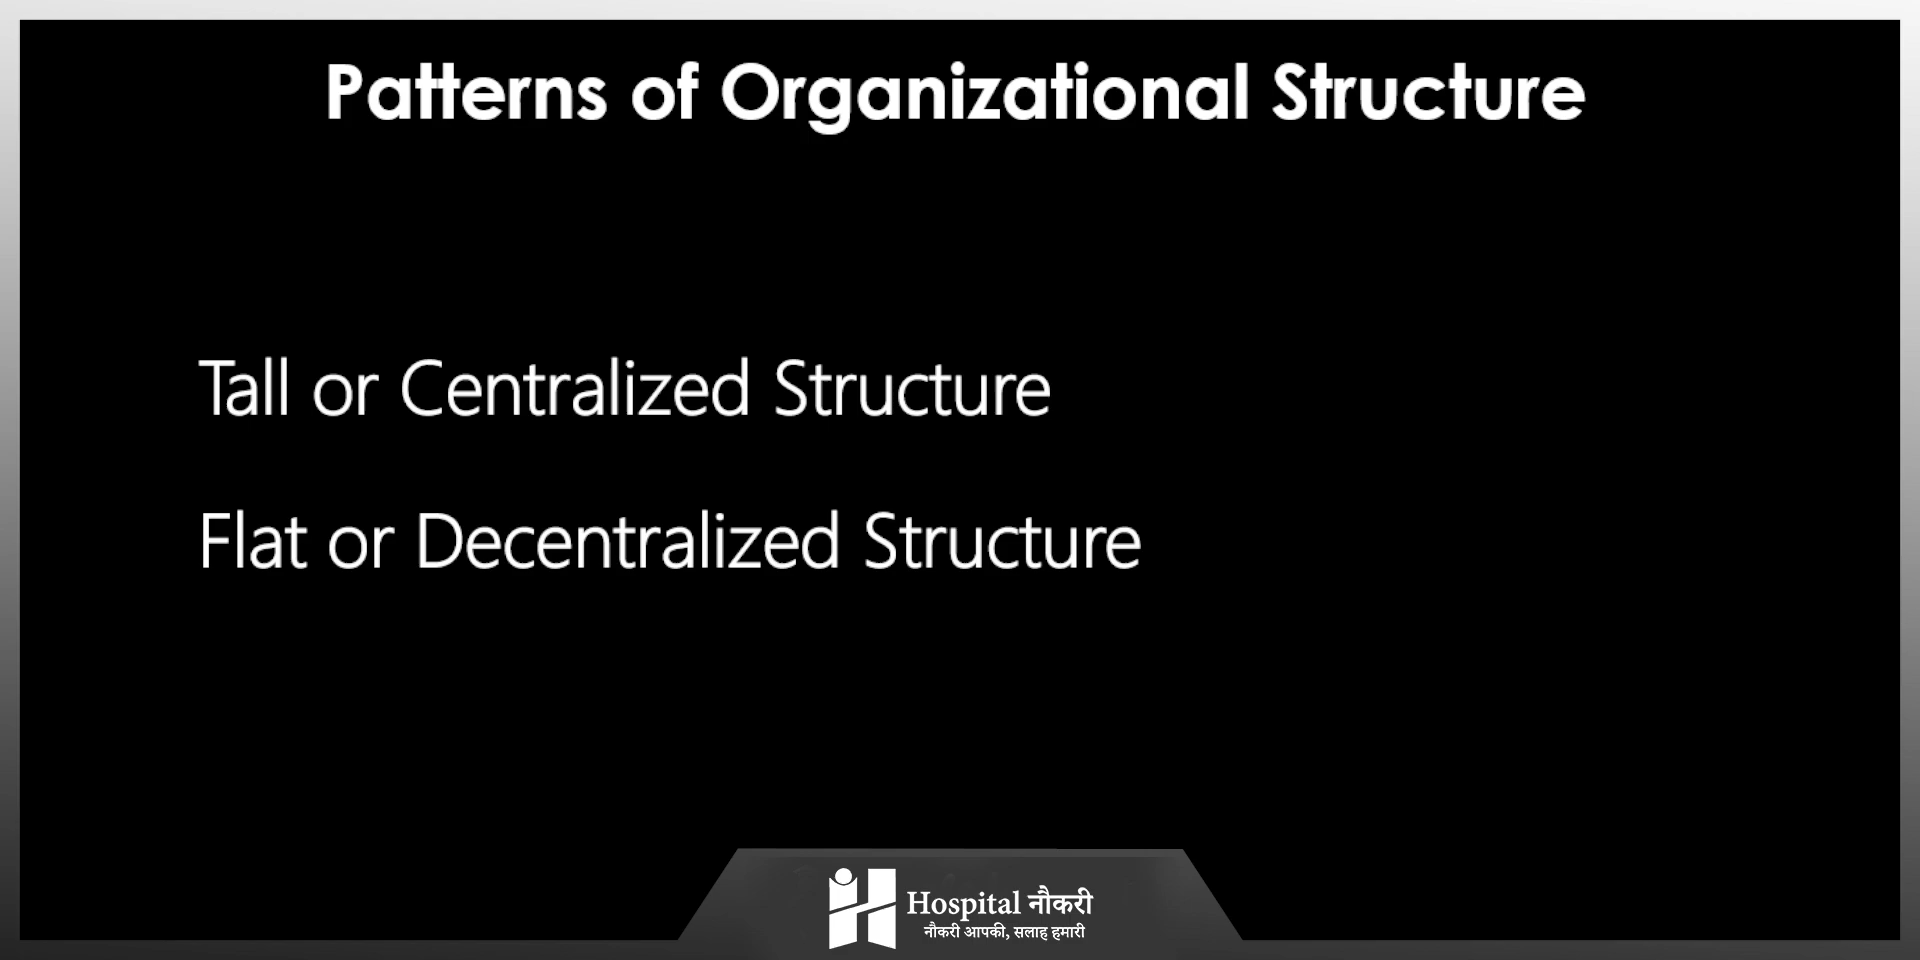 Patterns of Organizational Structure
Tall or Centralized Structure
Flat or Decentralized Structure
Hospital नौकरी
नौकरी आपकी, सलाह हमारी